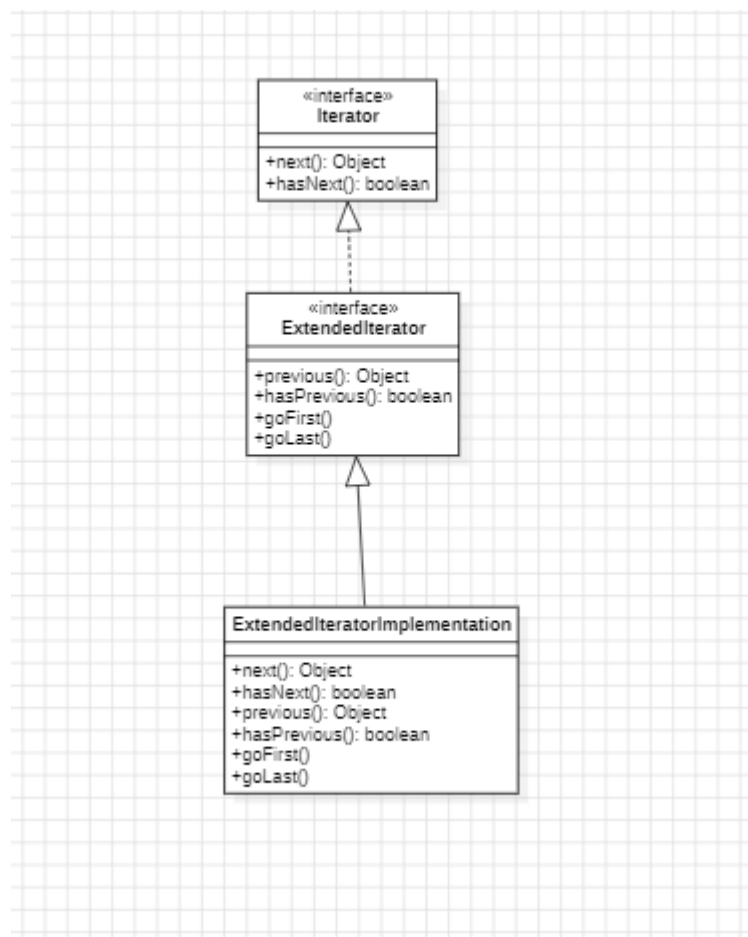 «interface»
Iterator
+next(): Object
+hasNext(): boolean
«interface»
ExtendedIterator
+previous(): Object
+hasPrevious(): boolean
+goFirst()
+goLast()
ExtendedIteratorImplementation
+next(): Object
+hasNext(): boolean
+previous(): Object
+hasPrevious(): boolean
+goFirst()
+goLast()